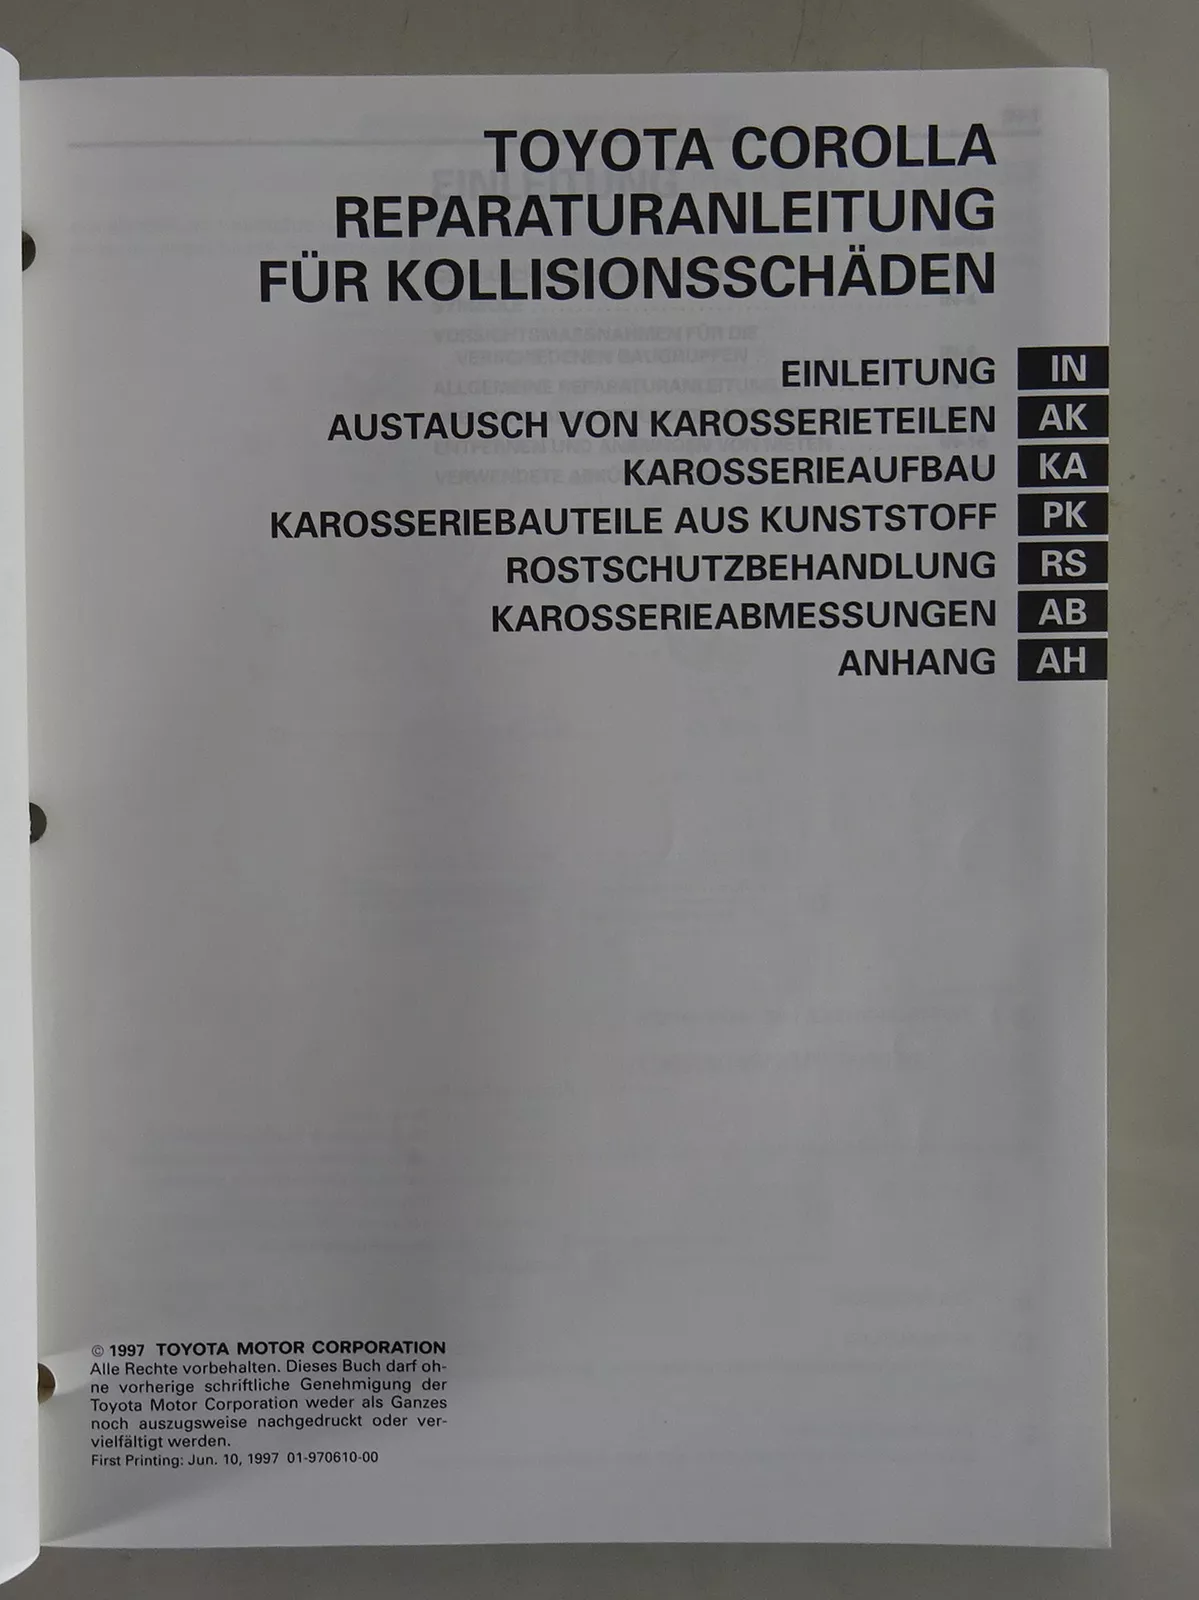 TOYOTA COROLLA
REPARATURANLEITUNG
FÜR KOLLISIONSSCHÄDEN
EINLEITUNG IN
AUSTAUSCH VON KAROSSERIETEILEN AK
KAROSSERIEAUFBAU KA
KAROSSERIEBAUTEILE AUS KUNSTSTOFF PK
ROSTSCHUTZBEHANDLUNG RS
KAROSSERIEABMESSUNGEN AB
ANHANG AH
© 1997 TOYOTA MOTOR CORPORATION
Alle Rechte vorbehalten. Dieses Buch darf oh-
ne vorherige schriftliche Genehmigung der
Toyota Motor Corporation weder als Ganzes
noch auszugsweise nachgedruckt oder ver-
vielfältigt werden.
First Printing: Jun. 10, 1997 01-970610-00